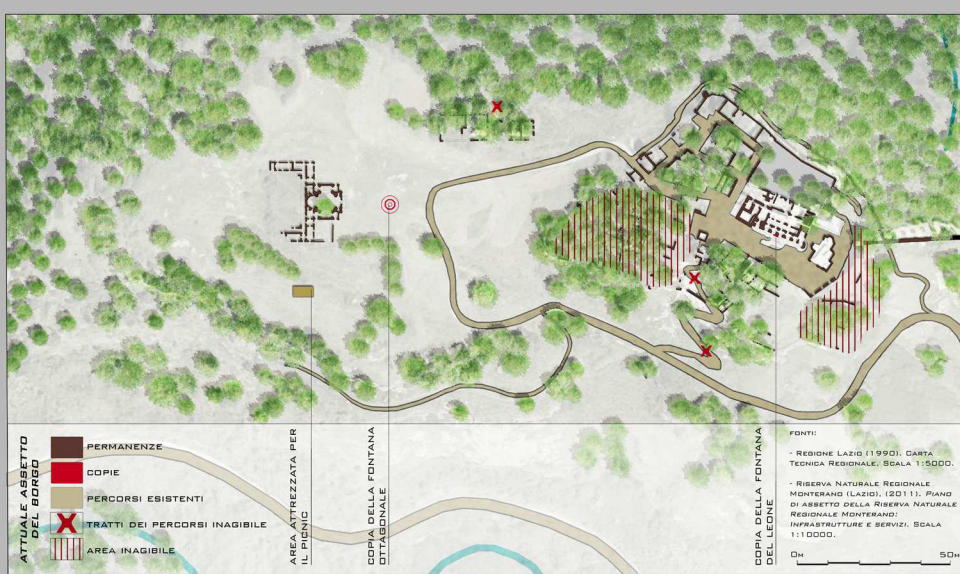 ATTUALE ASSETTO
DEL BORGO
PERMANENZE
COPIE
PERCORSI ESISTENTI
TRATTI DEI PERCORSI INAGIBILE
AREA INAGIBILE
AREA ATTREZZATA PER
IL PICNIC
COPIA DELLA FONTANA
OTTAGONALE
COPIA DELLA FONTANA
DEL LEONE
FONTI:
- REGIONE LAZIO (1990). CARTA
TECNICA REGIONALE. SCALA 1:5000.
- RISERVA NATURALE REGIONALE
MONTERANO (LAZIO). (2011). PIANO
DI ASSETTO DELLA RISERVA NATURALE
REGIONALE MONTERANO:
INFRASTRUTTURE E SERVIZI. SCALA
1:10000.
0M 50M